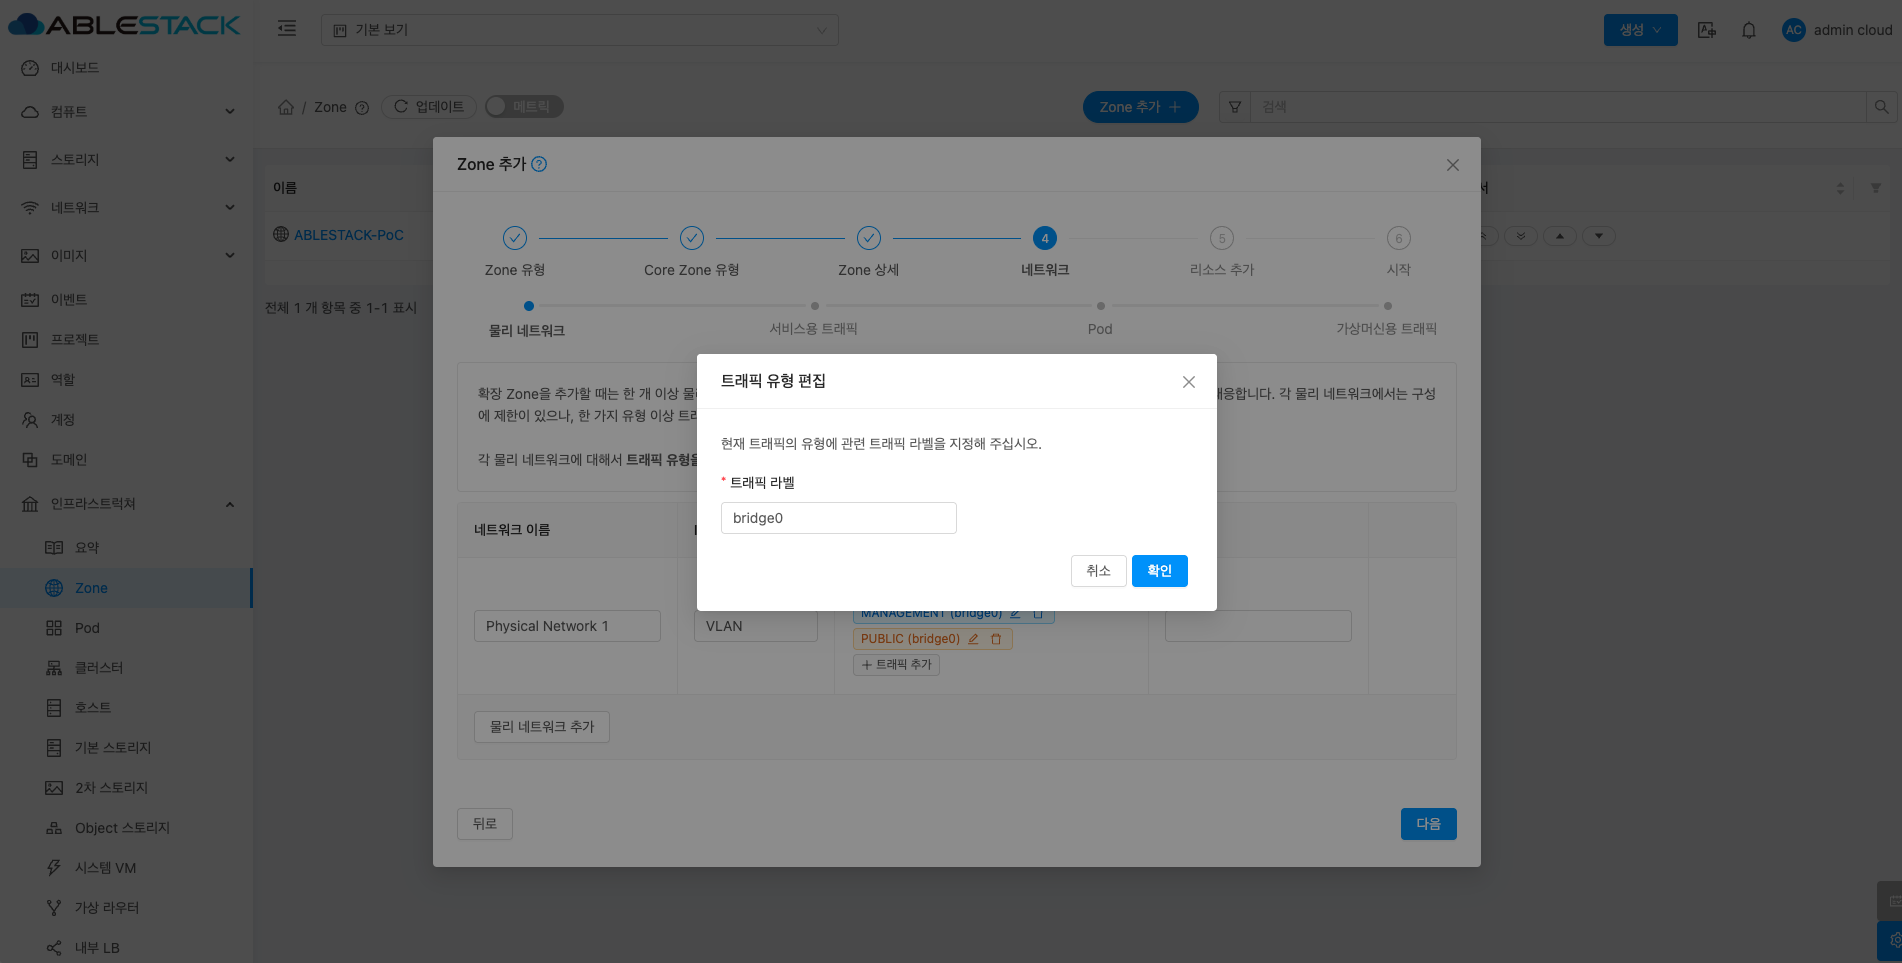 ABLESTACK
기본 보기
생성
AC
admin cloud
대시보드
컴퓨트
스토리지
네트워크
이미지
이벤트
프로젝트
역할
계정
도메인
인프라스트럭쳐
요약
Zone
Pod
클러스터
호스트
기본 스토리지
2차 스토리지
Object 스토리지
시스템 VM
가상 라우터
내부 LB
/ Zone
업데이트
메트릭
Zone 추가
검색
이름
서
ABLESTACK-PoC
전체 1 개 항목 중 1-1 표시
Zone 추가
Zone 유형
Core Zone 유형
Zone 상세
4
네트워크
5
리소스 추가
6
시작
물리 네트워크
서비스용 트래픽
Pod
가상머신용 트래픽
확장 Zone을 추가할 때는 한 개 이상 물리
대응합니다. 각 물리 네트워크에서는 구성
에 제한이 있으나, 한 가지 유형 이상 트래
각 물리 네트워크에 대해서 트래픽 유형을
네트워크 이름
Physical Network 1
VLAN
MANAGEMENT (bridge0)
PUBLIC (bridge0)
트래픽 추가
물리 네트워크 추가
뒤로
다음
트래픽 유형 편집
현재 트래픽의 유형에 관련 트래픽 라벨을 지정해 주십시오.
* 트래픽 라벨
bridge0
취소
확인